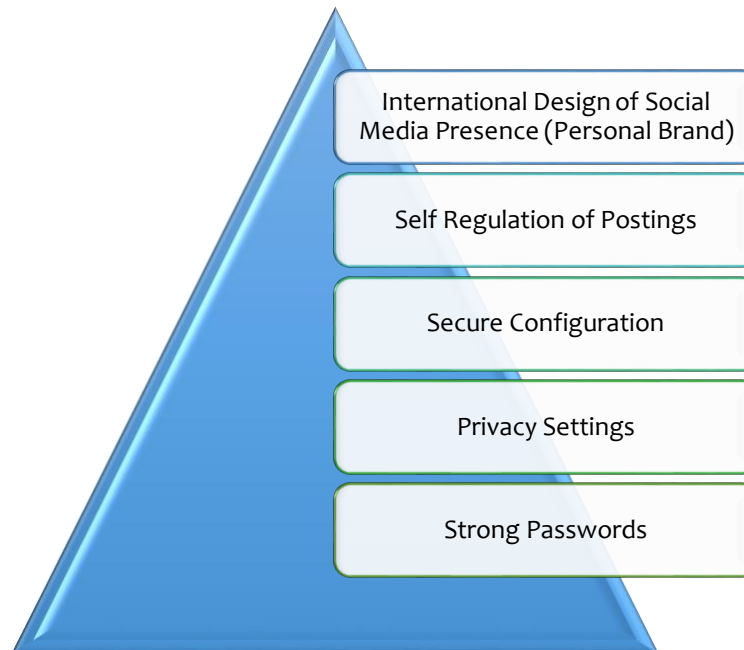 International Design of Social
Media Presence (Personal Brand)
Self Regulation of Postings
Secure Configuration
Privacy Settings
Strong Passwords